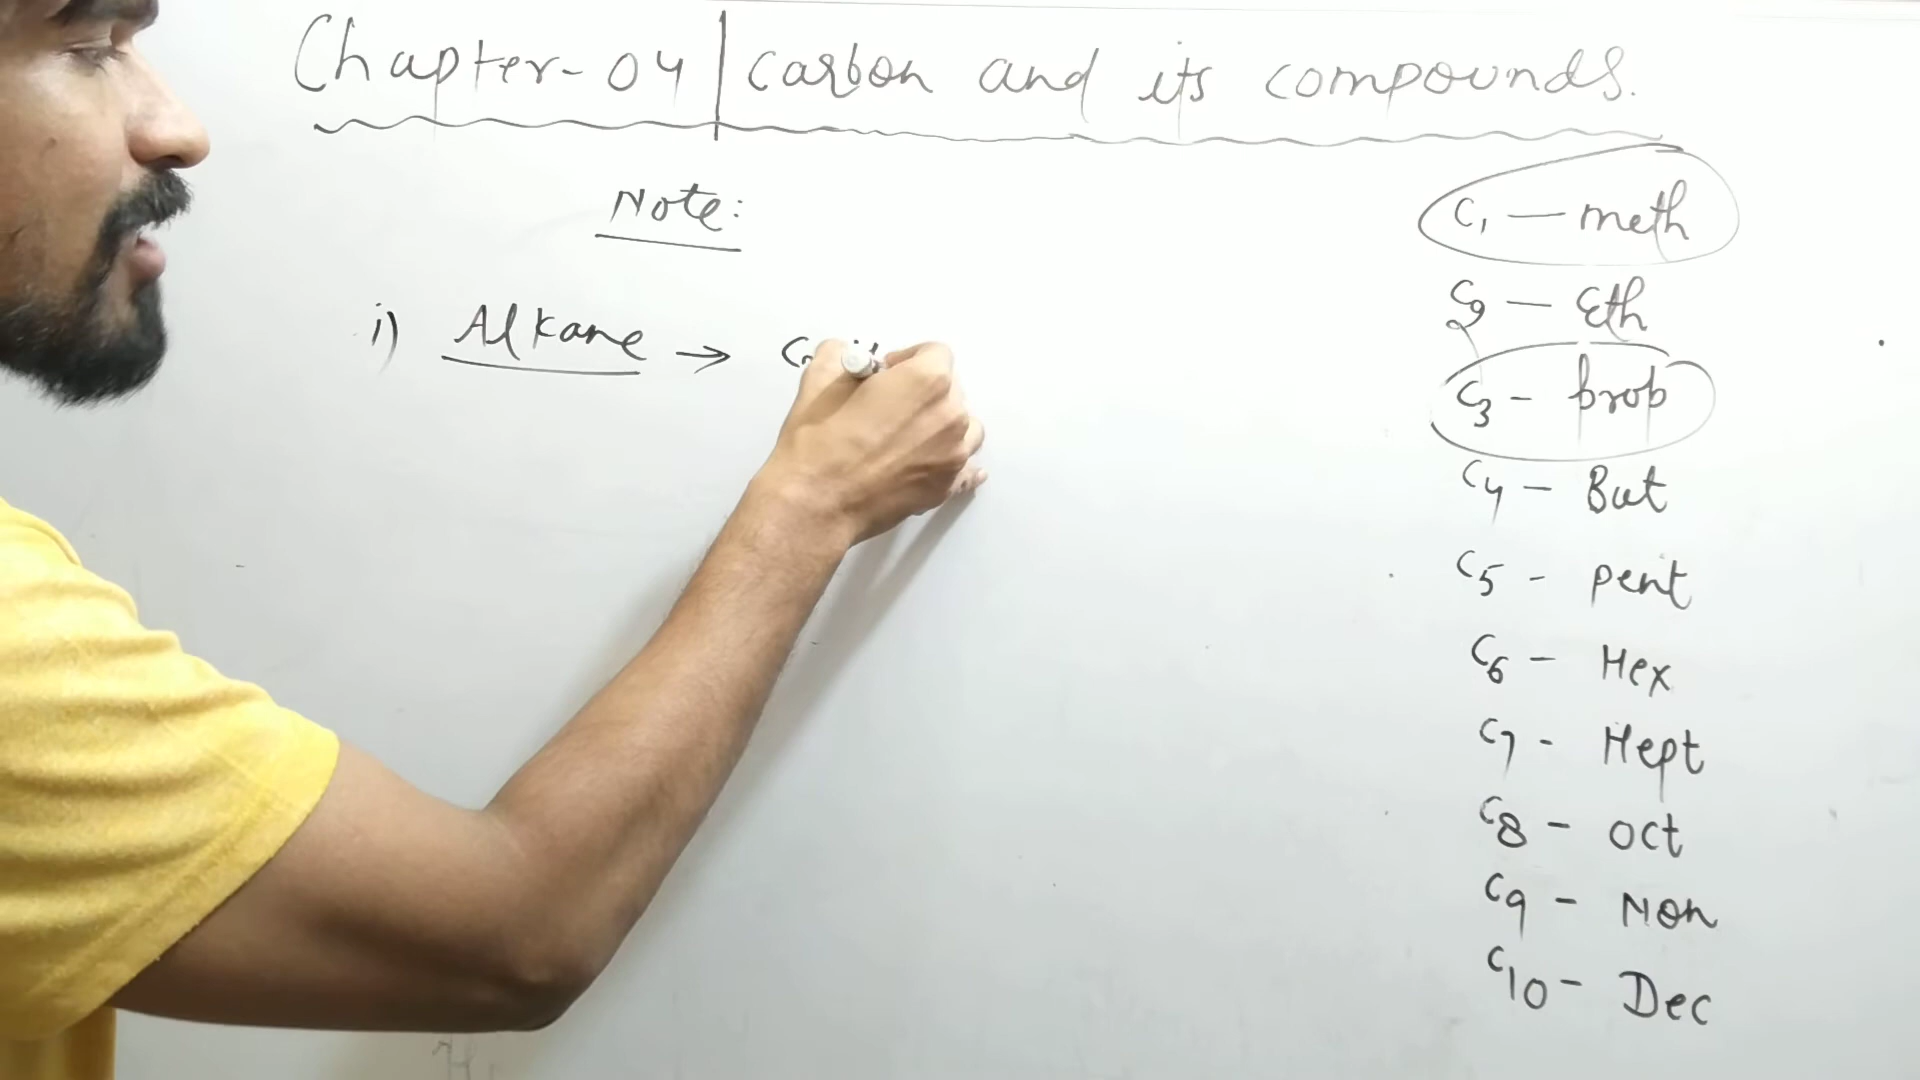 Chapter-04 | Carbon and its compounds.
Note:
i) Alkane →
C₁ — meth
C₂ — Eth
C₃ - prop
C₄ - But
C₅ - pent
C₆ - Hex
C₇ - Hept
C₈ - oct
C₉ - Non
C₁₀ - Dec